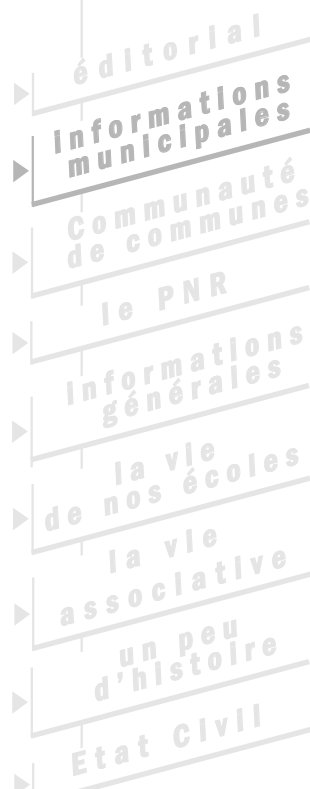 éditorial
informations
municipales
Communauté
de communes
le PNR
Informations
générales
la vie
de nos écoles
la vie
associative
un peu
d'histoire
Etat Civil